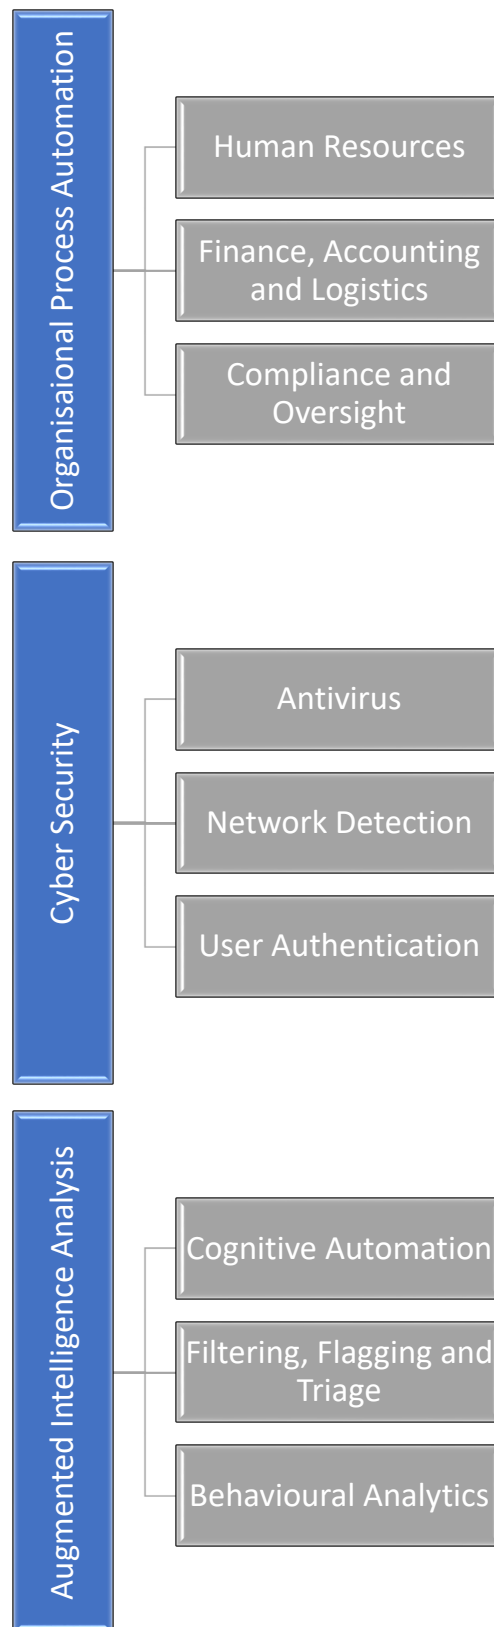 Organisaional Process Automation
Human Resources
Finance, Accounting
and Logistics
Compliance and
Oversight
Cyber Security
Antivirus
Network Detection
User Authentication
Augmented Intelligence Analysis
Cognitive Automation
Filtering, Flagging and
Triage
Behavioural Analytics